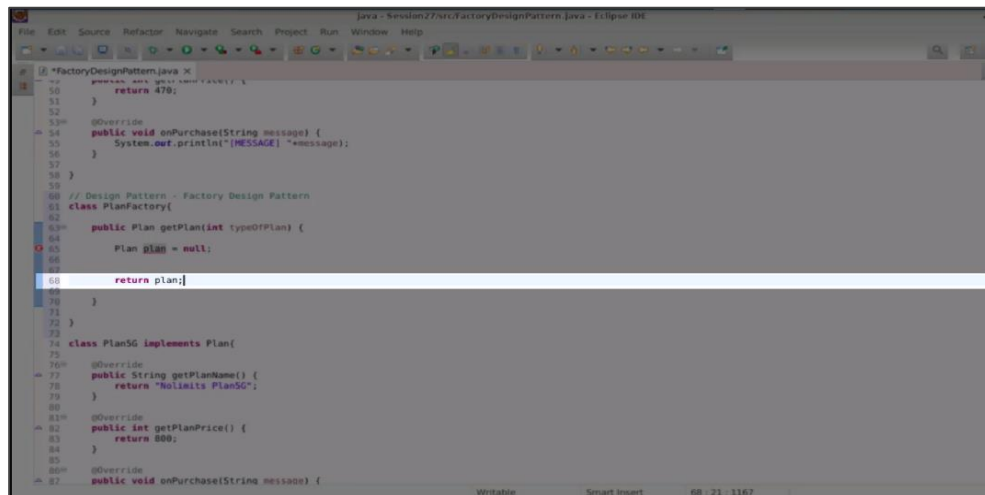 java - Session27/src/FactoryDesignPattern.java - Eclipse IDE
File Edit Source Refactor Navigate Search Project Run Window Help
*FactoryDesignPattern.java
public int getPlanPrice() {
50 return 470;
51 }
52
53 @Override
54 public void onPurchase(String message) {
55 System.out.println("[MESSAGE] "+message);
56 }
57
58 }
59
60 // Design Pattern - Factory Design Pattern
61 class PlanFactory{
62
63 public Plan getPlan(int typeOfPlan) {
64
65 Plan plan = null;
66
67
68 return plan;
69
70 }
71
72 }
73
74 class Plan5G implements Plan{
75
76 @Override
77 public String getPlanName() {
78 return "Nolimits Plan5G";
79 }
80
81 @Override
82 public int getPlanPrice() {
83 return 800;
84 }
85
86 @Override
87 public void onPurchase(String message) {
Writable Smart Insert 68 : 21 : 1167